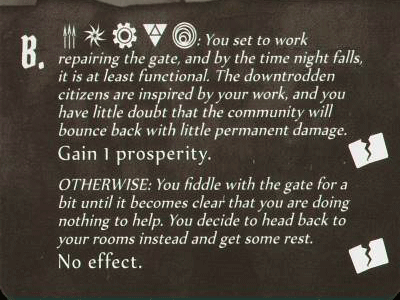 B. : You set to work
repairing the gate, and by the time night falls,
it is at least functional. The downtrodden
citizens are inspired by your work, and you
have little doubt that the community will
bounce back with little permanent damage.
Gain 1 prosperity.
OTHERWISE: You fiddle with the gate for a
bit until it becomes clear that you are doing
nothing to help. You decide to head back to
your rooms instead and get some rest.
No effect.